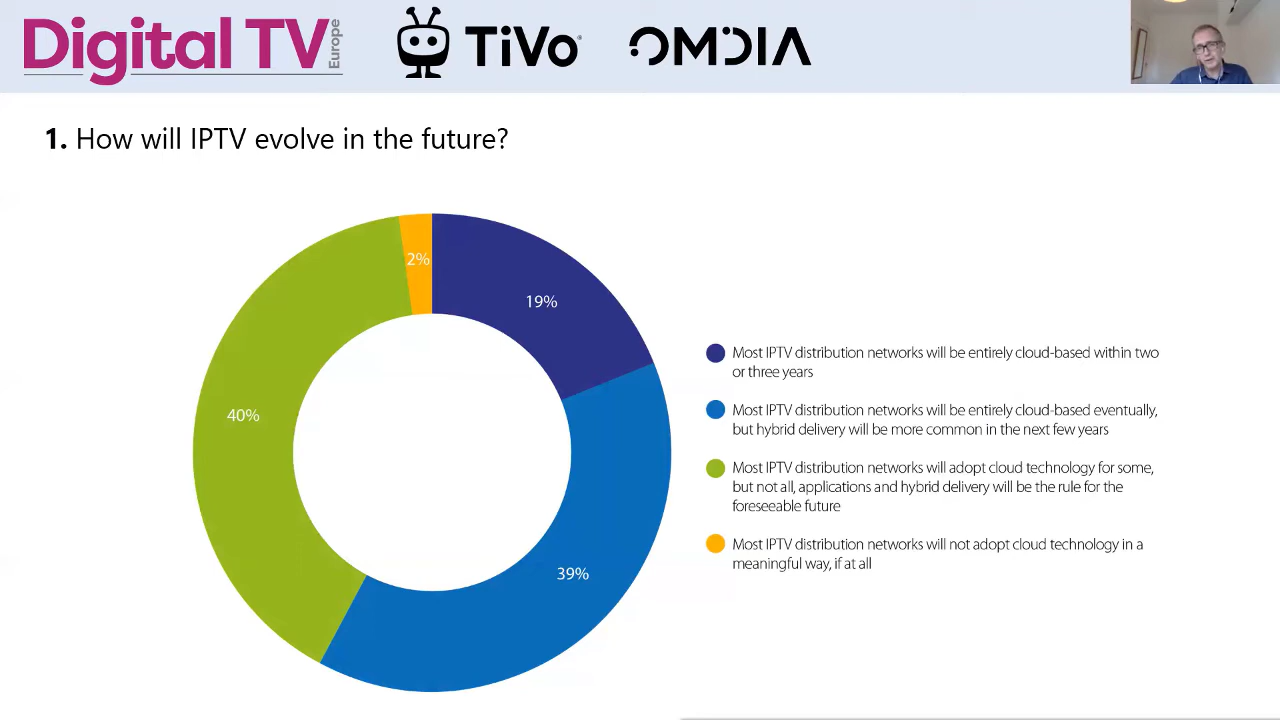 Digital TV Europe
TiVo®
OMDIA
1. How will IPTV evolve in the future?
2%
19%
40%
39%
Most IPTV distribution networks will be entirely cloud-based within two
or three years
Most IPTV distribution networks will be entirely cloud-based eventually,
but hybrid delivery will be more common in the next few years
Most IPTV distribution networks will adopt cloud technology for some,
but not all, applications and hybrid delivery will be the rule for the
foreseeable future
Most IPTV distribution networks will not adopt cloud technology in a
meaningful way, if at all